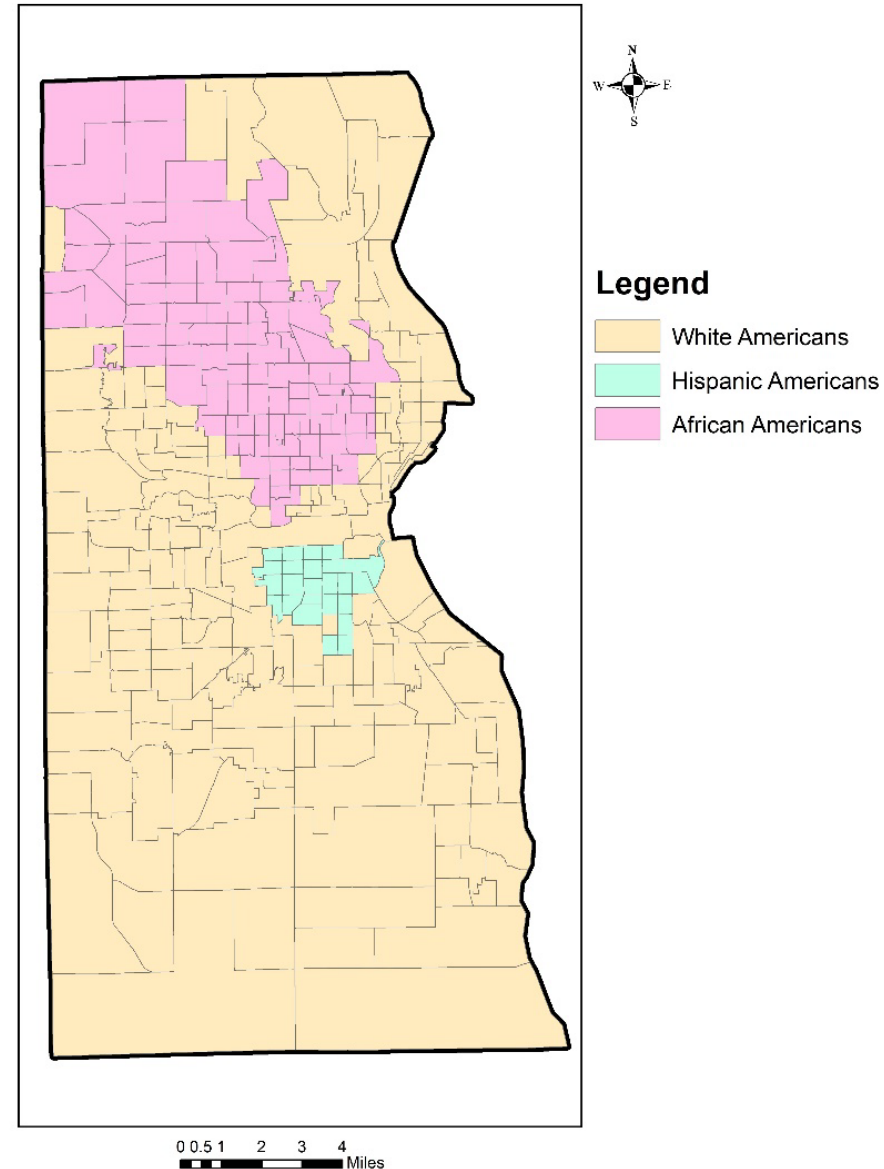 N
W E
S
Legend
White Americans
Hispanic Americans
African Americans
0 0.5 1 2 3 4
Miles